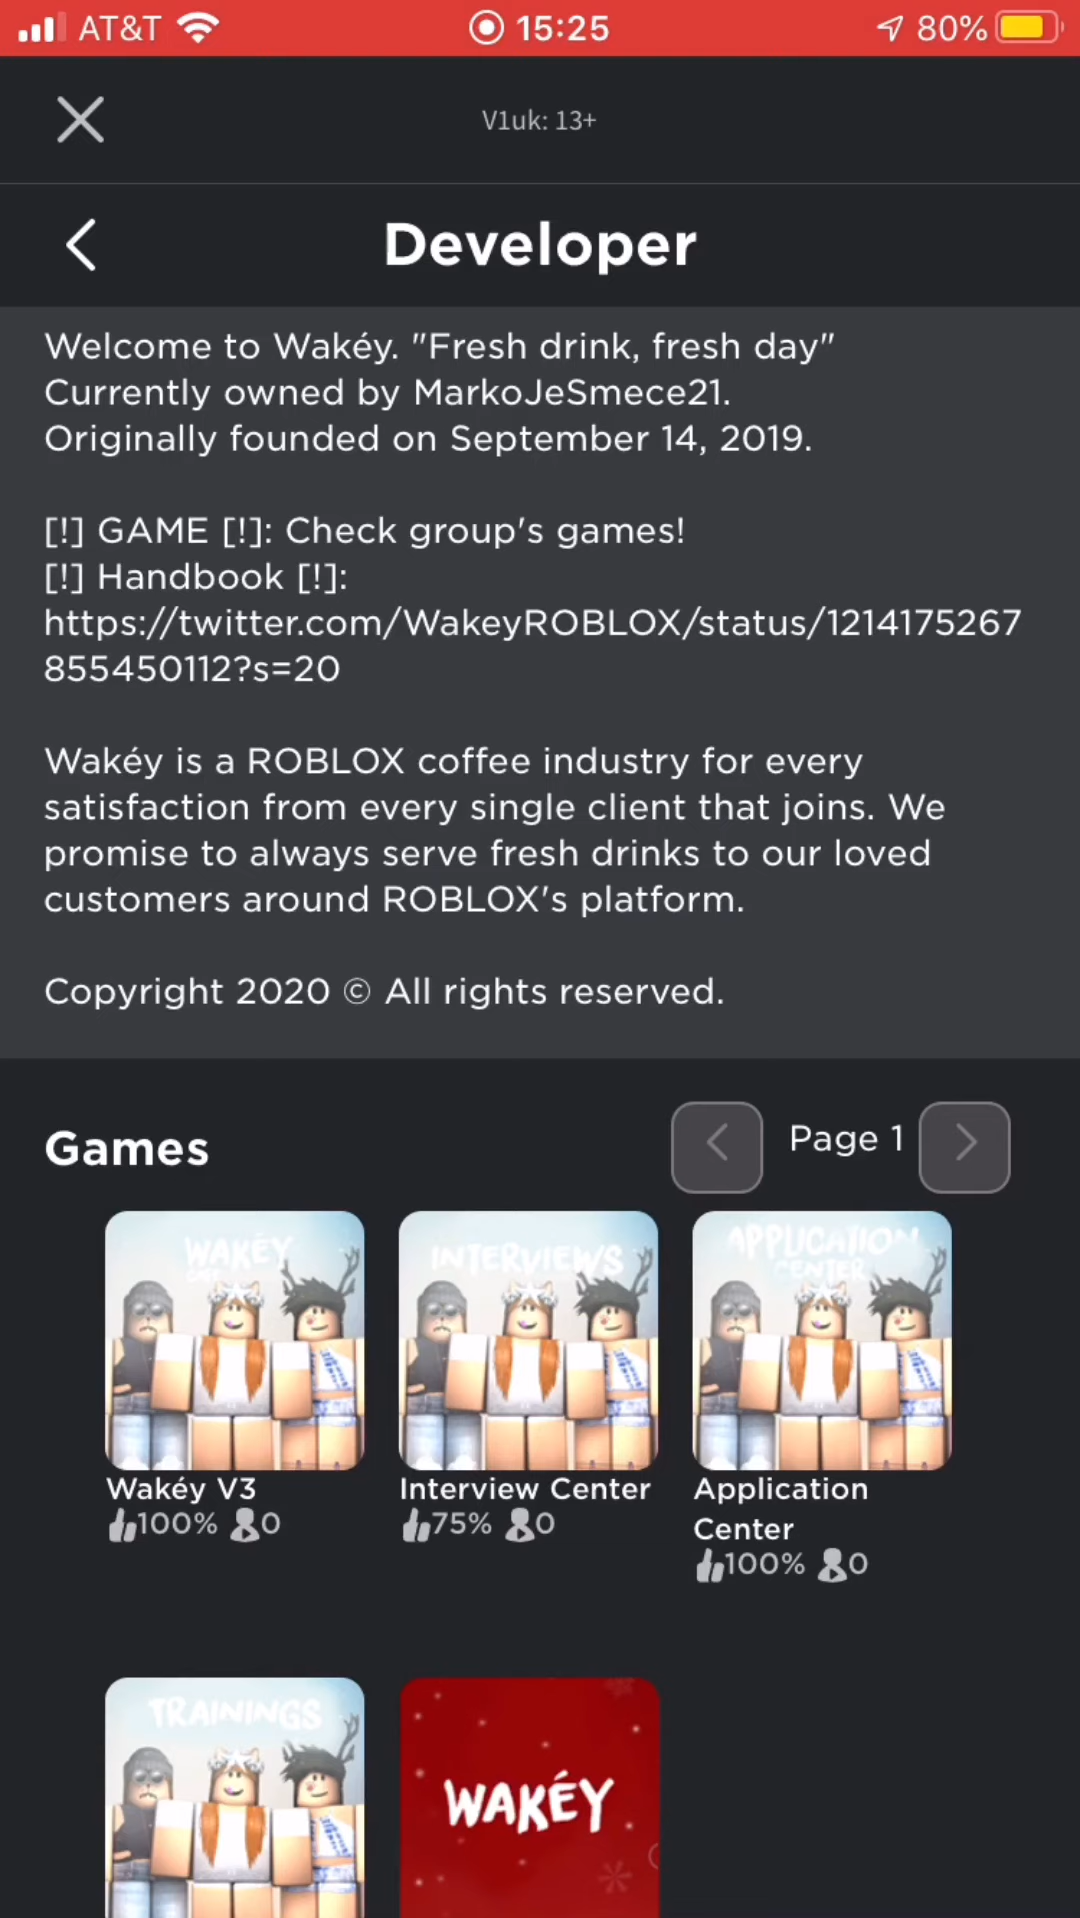 AT&T 15:25 80%
V1uk: 13+
Developer
Welcome to Wakéy. "Fresh drink, fresh day"
Currently owned by MarkoJeSmece21.
Originally founded on September 14, 2019.
[!] GAME [!]: Check group's games!
[!] Handbook [!]:
https://twitter.com/WakeyROBLOX/status/1214175267
855450112?s=20
Wakéy is a ROBLOX coffee industry for every
satisfaction from every single client that joins. We
promise to always serve fresh drinks to our loved
customers around ROBLOX's platform.
Copyright 2020 © All rights reserved.
Games
Page 1
WAKÉY
CAFE
INTERVIEWS
APPLICATION
CENTER
Wakéy V3
100% 0
Interview Center
75% 0
Application
Center
100% 0
TRAININGS
WAKÉY